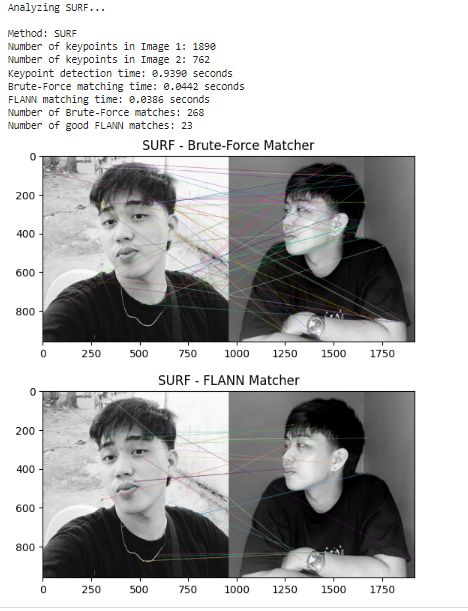 Analyzing SURF...
Method: SURF
Number of keypoints in Image 1: 1890
Number of keypoints in Image 2: 762
Keypoint detection time: 0.9390 seconds
Brute-Force matching time: 0.0442 seconds
FLANN matching time: 0.0386 seconds
Number of Brute-Force matches: 268
Number of good FLANN matches: 23
SURF - Brute-Force Matcher
0
200
400
600
800
0 250 500 750 1000 1250 1500 1750
SURF - FLANN Matcher
0
200
400
600
800
0 250 500 750 1000 1250 1500 1750